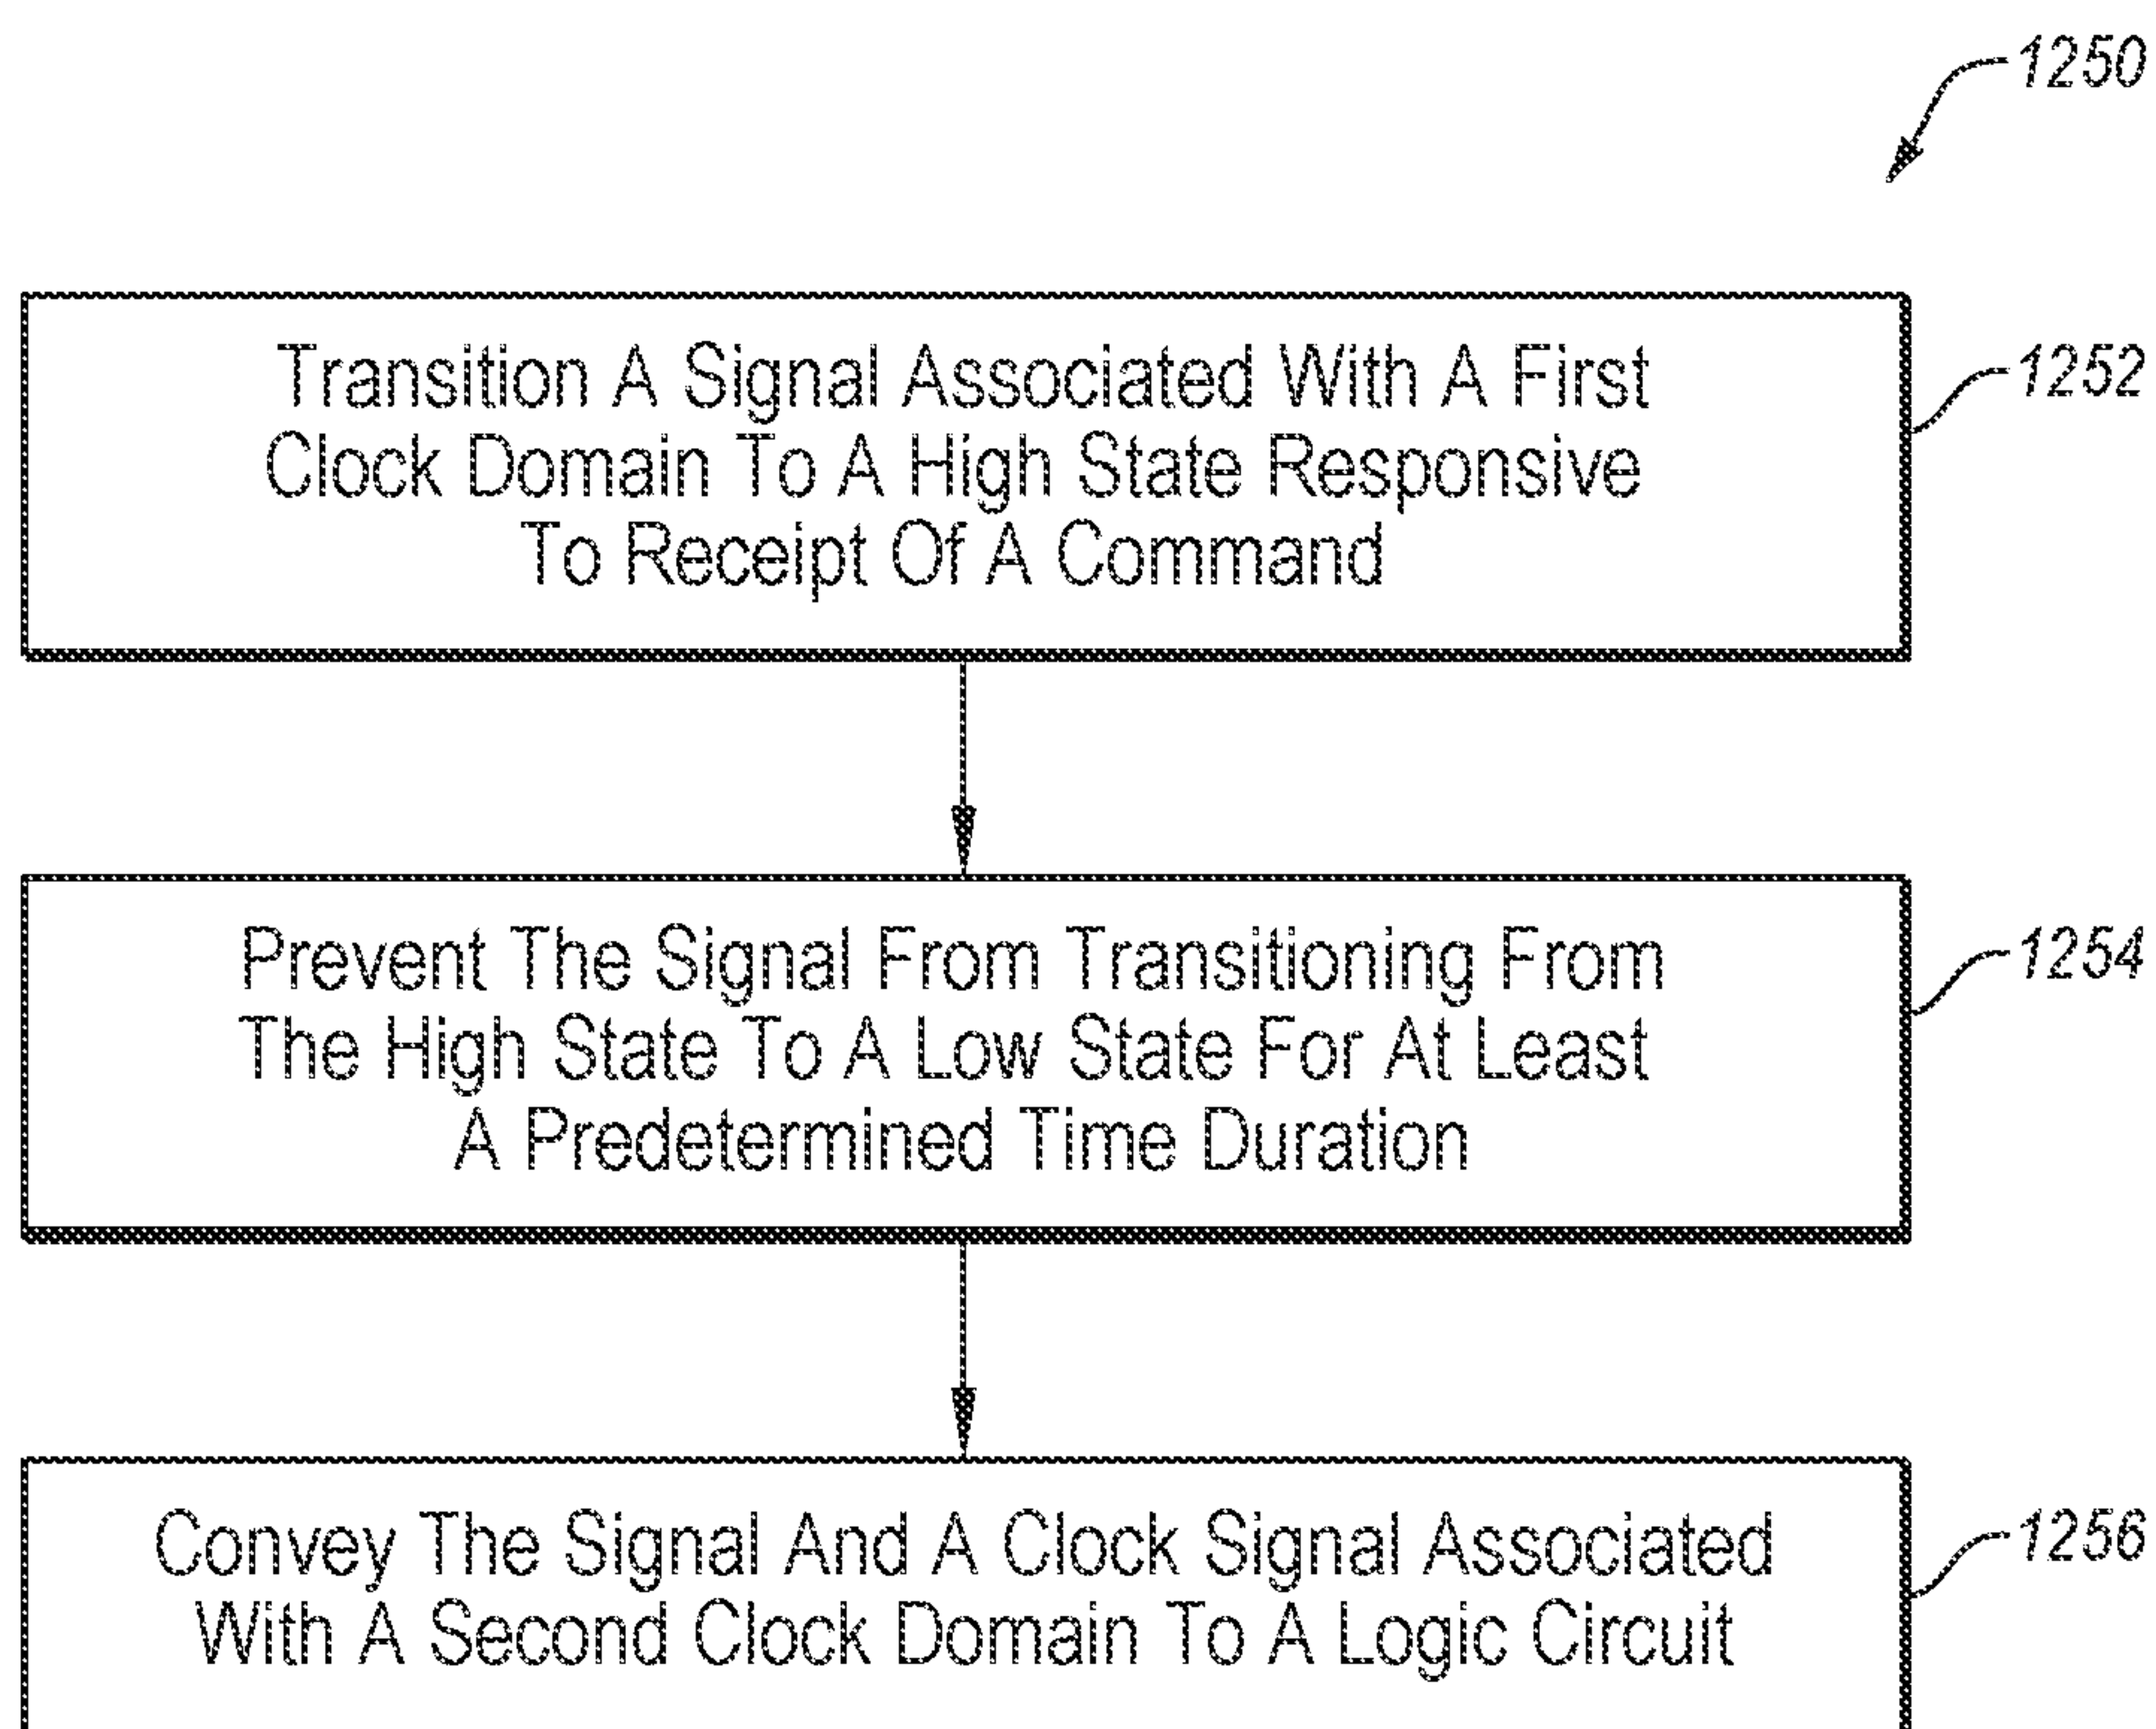 1250
Transition A Signal Associated With A First
Clock Domain To A High State Responsive
To Receipt Of A Command
1252
Prevent The Signal From Transitioning From
The High State To A Low State For At Least
A Predetermined Time Duration
1254
Convey The Signal And A Clock Signal Associated
With A Second Clock Domain To A Logic Circuit
1256